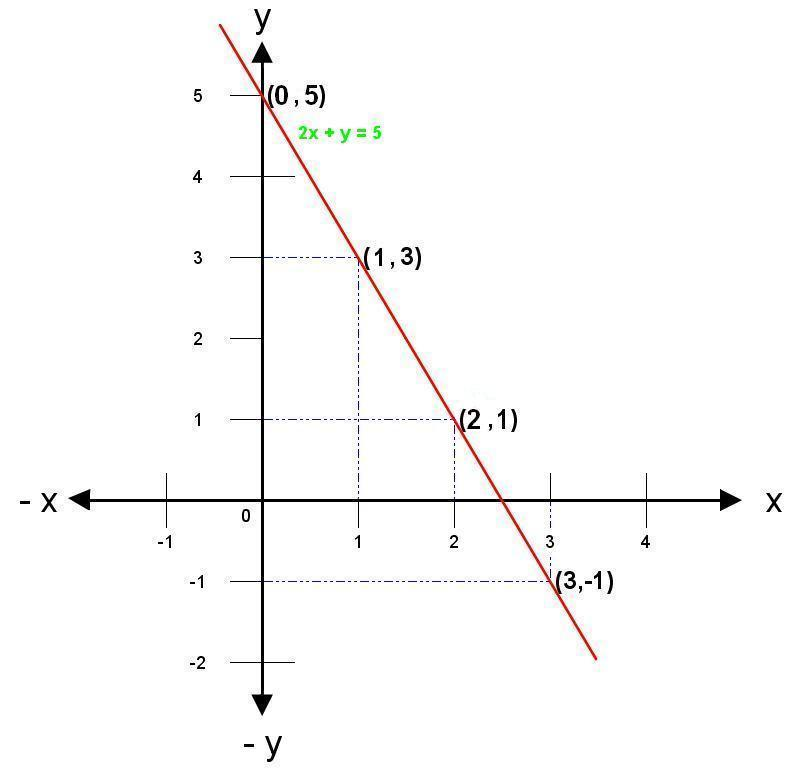 y
5
(0 , 5)
2x + y = 5
4
3
(1 , 3)
2
1
(2 ,1)
- x
x
0
-1
1
2
3
4
-1
(3,-1)
-2
- y